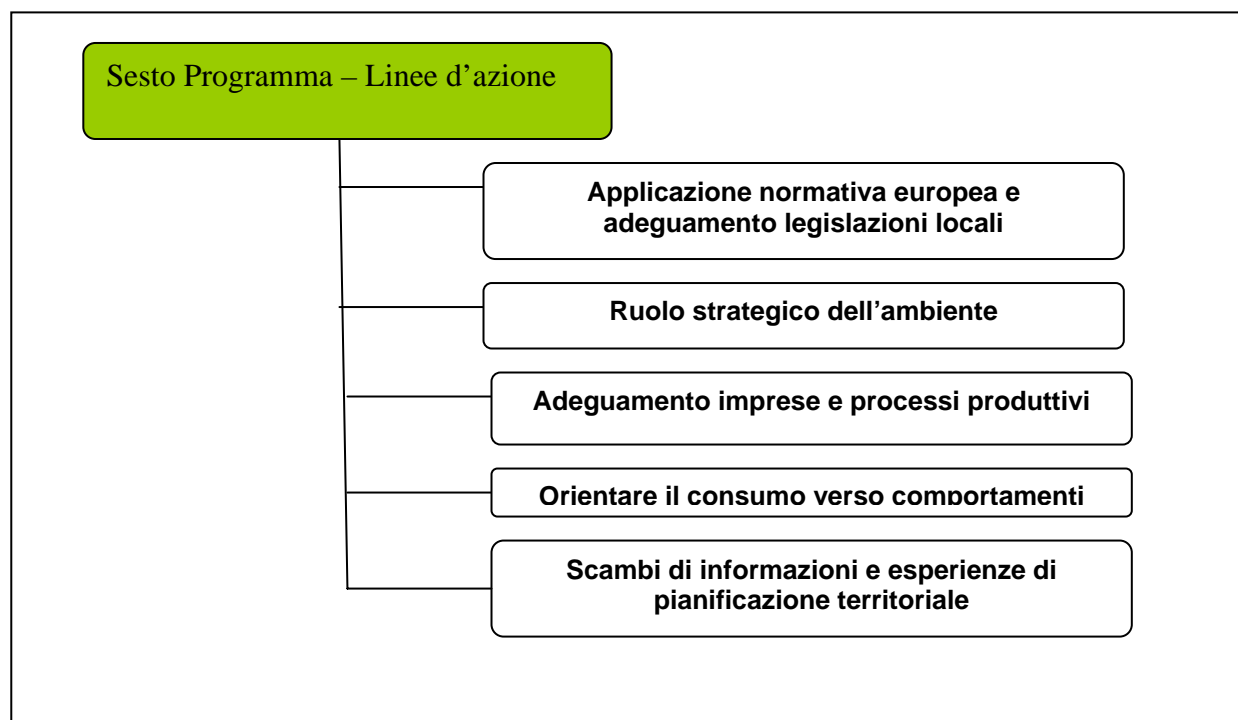 Sesto Programma – Linee d’azione
Applicazione normativa europea e
adeguamento legislazioni locali
Ruolo strategico dell’ambiente
Adeguamento imprese e processi produttivi
Orientare il consumo verso comportamenti
Scambi di informazioni e esperienze di
pianificazione territoriale